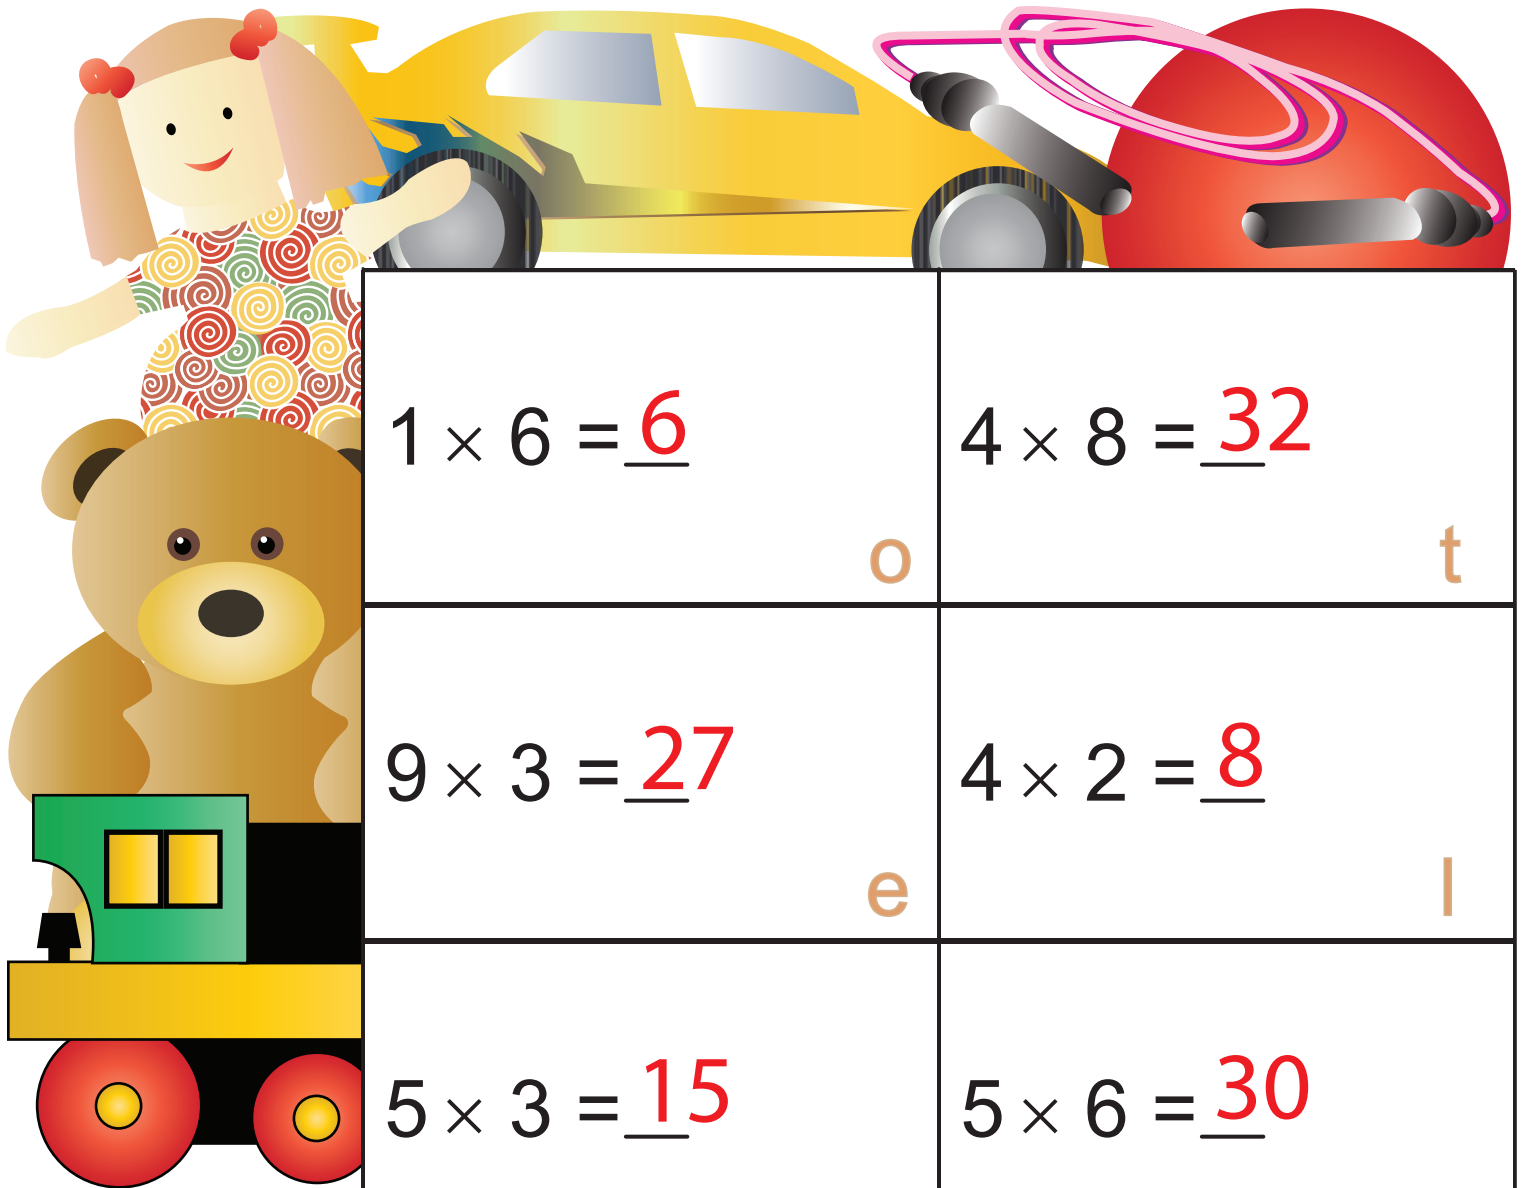 1 × 6 = 6
4 × 8 = 32
o
t
9 × 3 = 27
4 × 2 = 8
e
l
5 × 3 = 15
5 × 6 = 30